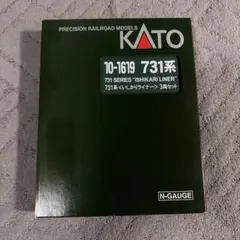 PRECISION RAILROAD MODELS
KATO
10-1619 731系
731 SERIES "ISHIKARI LINER"
731系<いしかりライナー> 3両セット
N-GAUGE